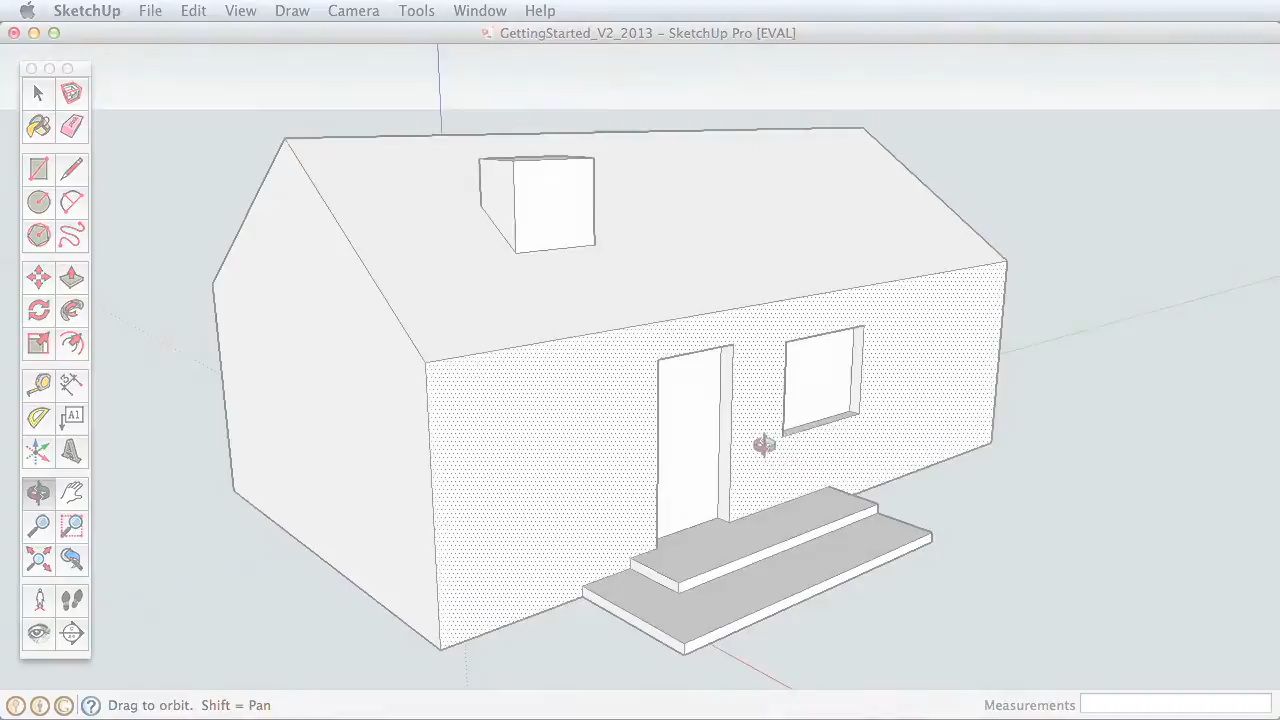 SketchUp File Edit View Draw Camera Tools Window Help
GettingStarted_V2_2013 - SketchUp Pro [EVAL]
A1
Drag to orbit. Shift = Pan
Measurements